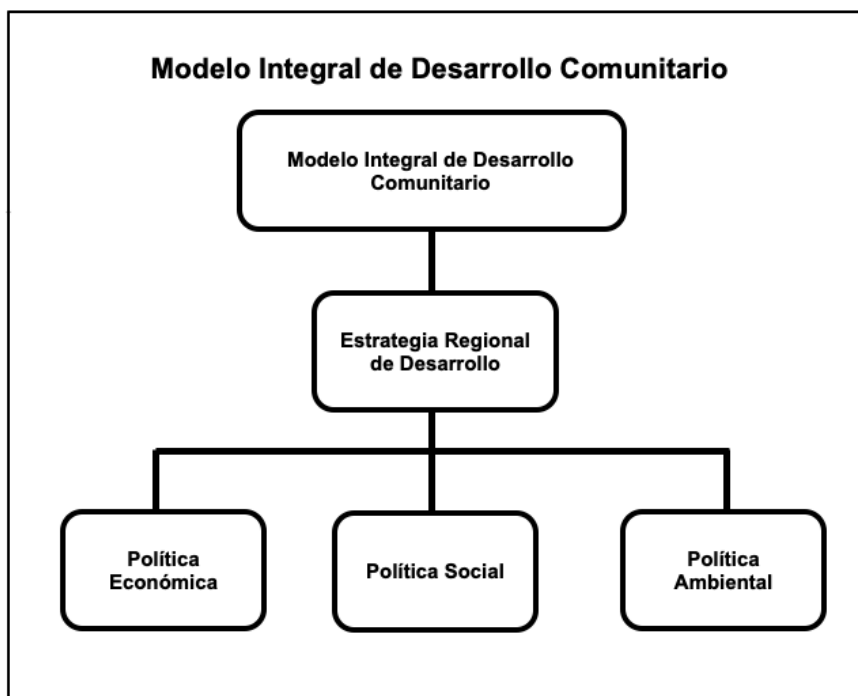 Modelo Integral de Desarrollo Comunitario
Modelo Integral de Desarrollo
Comunitario
Estrategia Regional
de Desarrollo
Política
Económica
Política Social
Política
Ambiental